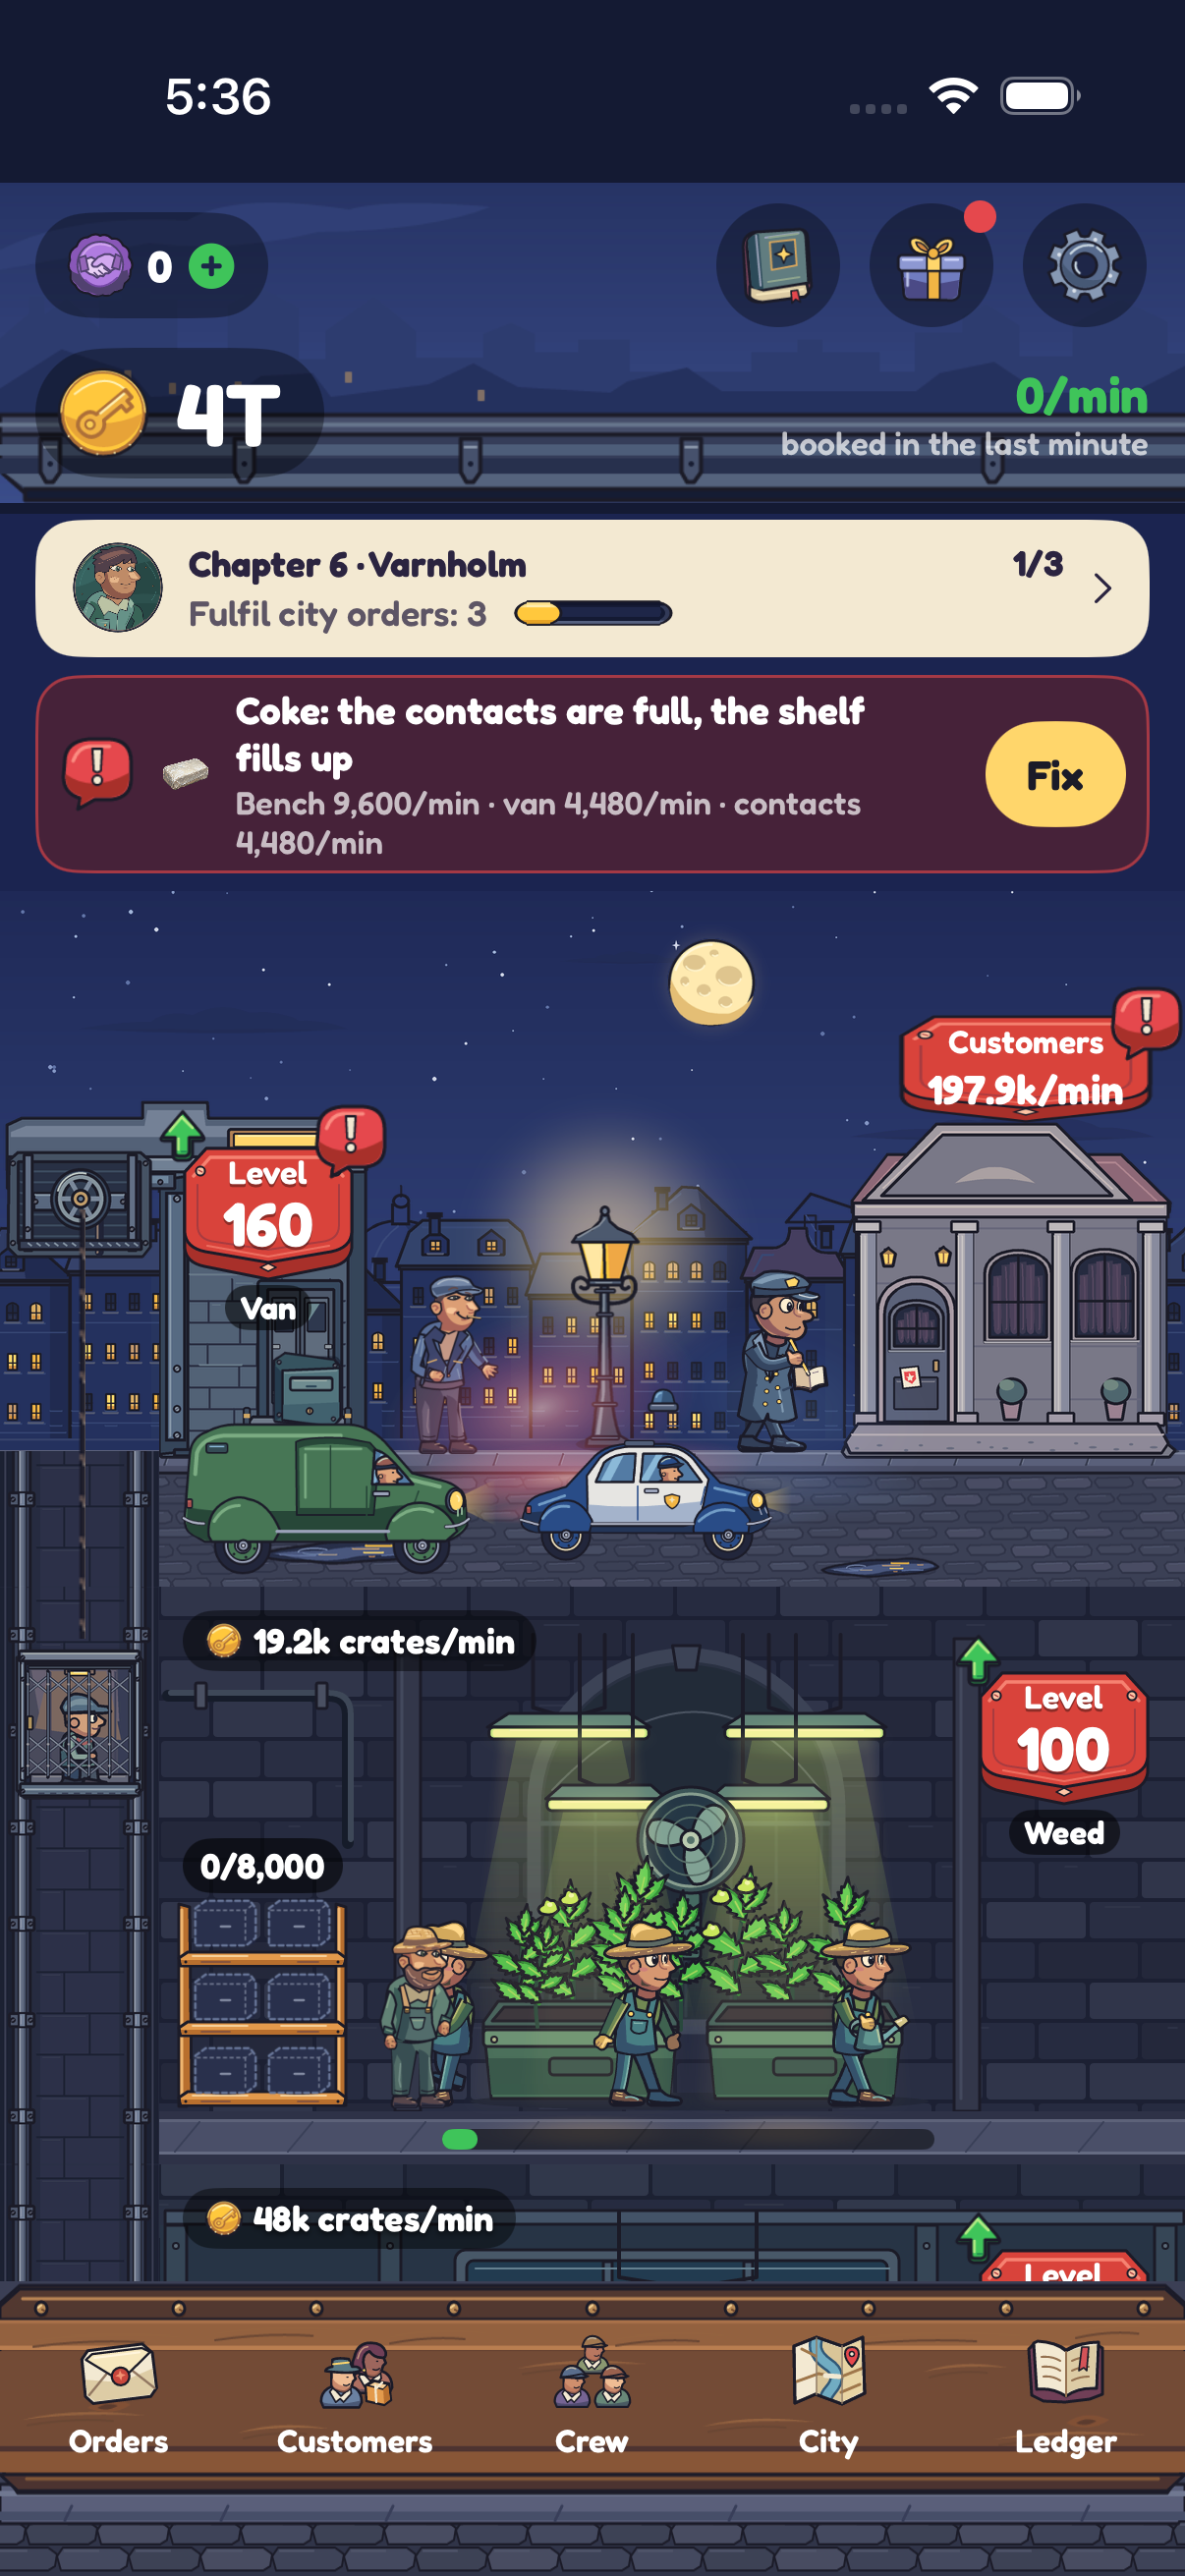 5:36
0
4T
0/min
booked in the last minute
Chapter 6 · Varnholm
1/3
Fulfil city orders: 3
Coke: the contacts are full, the shelf
fills up
Bench 9,600/min · van 4,480/min · contacts
4,480/min
Fix
Customers
197.9k/min
Level
160
Van
19.2k crates/min
Level
100
Weed
0/8,000
48k crates/min
Level
Orders
Customers
Crew
City
Ledger